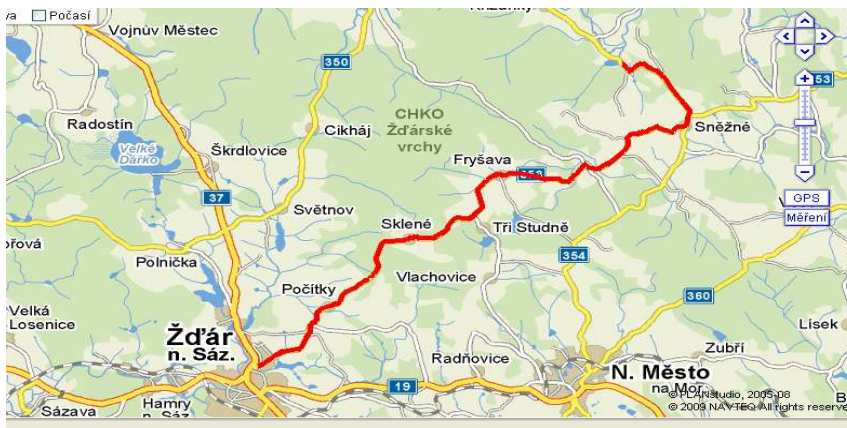 va
Počasí
Vojnův Městec
350
53
CHKO
Žďárské
vrchy
Radostín
Velké
Dářko
Cikháj
Sněžné
Škrdlovice
Fryšava
37
GPS
Měření
Světnov
Sklené
Tři Studně
354
Polnička
Počítky
Vlachovice
360
Velká
Losenice
Žďár
n. Sáz.
Lísek
Zubří
Radňovice
N. Město
na Mor.
19
Sázava
Hamry
n. Sáz.
© PLANstudio, 2005-08
© 2009 NAVTEQ All rights reserve